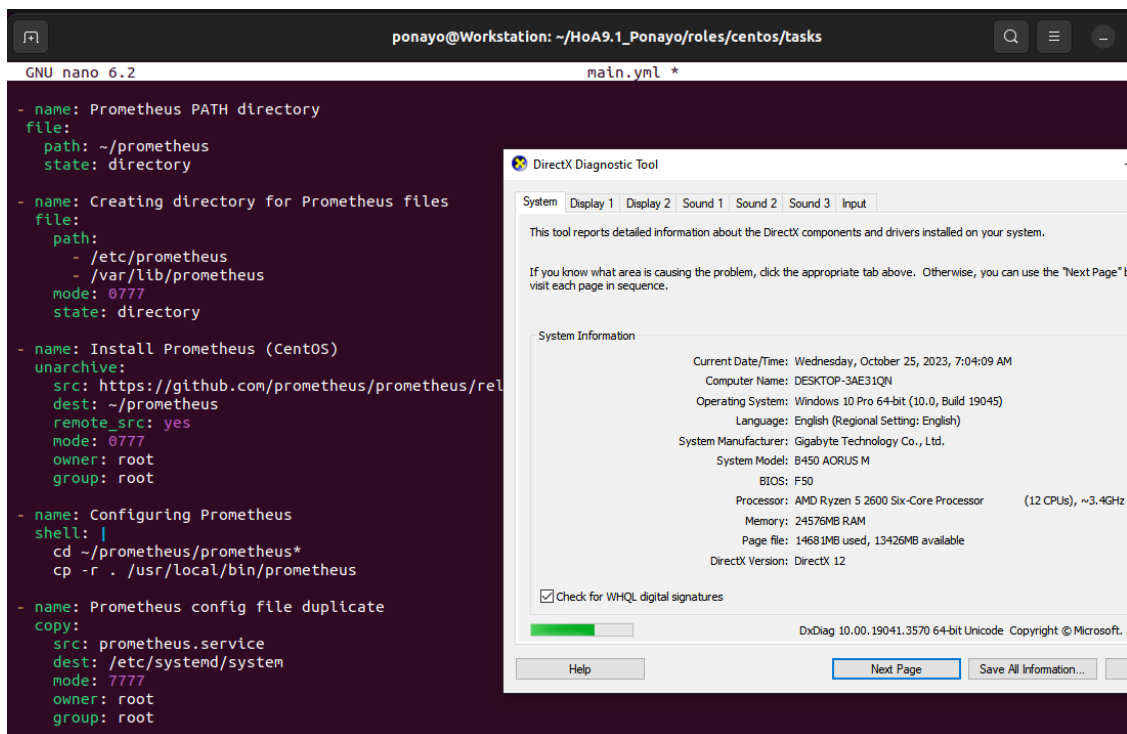 ponayo@Workstation: ~/HoA9.1_Ponayo/roles/centos/tasks
GNU nano 6.2 main.yml *
- name: Prometheus PATH directory
file:
path: ~/prometheus
state: directory
- name: Creating directory for Prometheus files
file:
path:
- /etc/prometheus
- /var/lib/prometheus
mode: 0777
state: directory
- name: Install Prometheus (CentOS)
unarchive:
src: https://github.com/prometheus/prometheus/rel
dest: ~/prometheus
remote_src: yes
mode: 0777
owner: root
group: root
- name: Configuring Prometheus
shell: |
cd ~/prometheus/prometheus*
cp -r . /usr/local/bin/prometheus
- name: Prometheus config file duplicate
copy:
src: prometheus.service
dest: /etc/systemd/system
mode: 7777
owner: root
group: root
DirectX Diagnostic Tool
System Display 1 Display 2 Sound 1 Sound 2 Sound 3 Input
This tool reports detailed information about the DirectX components and drivers installed on your system.
If you know what area is causing the problem, click the appropriate tab above. Otherwise, you can use the "Next Page"
visit each page in sequence.
System Information
Current Date/Time: Wednesday, October 25, 2023, 7:04:09 AM
Computer Name: DESKTOP-3AE31QN
Operating System: Windows 10 Pro 64-bit (10.0, Build 19045)
Language: English (Regional Setting: English)
System Manufacturer: Gigabyte Technology Co., Ltd.
System Model: B450 AORUS M
BIOS: F50
Processor: AMD Ryzen 5 2600 Six-Core Processor (12 CPUs), ~3.4GHz
Memory: 24576MB RAM
Page file: 14681MB used, 13426MB available
DirectX Version: DirectX 12
Check for WHQL digital signatures
DxDiag 10.00.19041.3570 64-bit Unicode Copyright © Microsoft.
Help Next Page Save All Information...